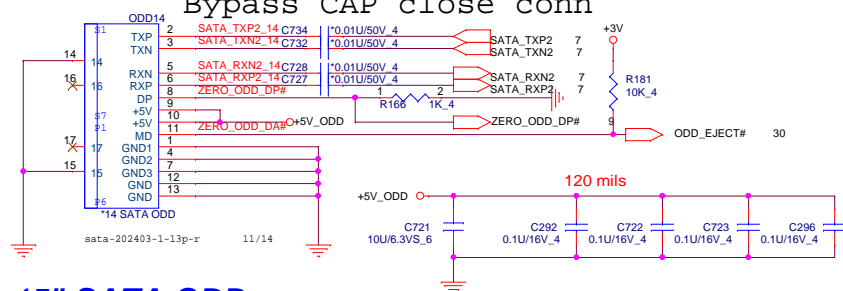 Bypass CAP close conn
ODD14
S1
TXP 2 SATA_TXP2_14 C734 *0.01U/50V_4 SATA_TXP2 7
TXN 3 SATA_TXN2_14 C732 *0.01U/50V_4 SATA_TXN2 7
+3V
14 14
RXN 5 SATA_RXN2_14 C728 *0.01U/50V_4 SATA_RXN2 7
RXP 6 SATA_RXP2_14 C727 *0.01U/50V_4 SATA_RXP2 7
R181
10K_4
16 16
DP 8 ZERO_ODD_DP# 1 2
R166 1K_4
+5V 9
S7 +5V 10 +5V_ODD
ZERO_ODD_DP# 9
P1 MD 11 ZERO_ODD_DA#
ODD_EJECT# 30
17 17
GND1 1
GND2 4
15 15
GND3 7
GND 12
GND 13
P6
*14 SATA ODD
sata-202403-1-13p-r 11/14
120 mils
+5V_ODD
C721
10U/6.3VS_6
C292
0.1U/16V_4
C722
0.1U/16V_4
C723
0.1U/16V_4
C296
0.1U/16V_4